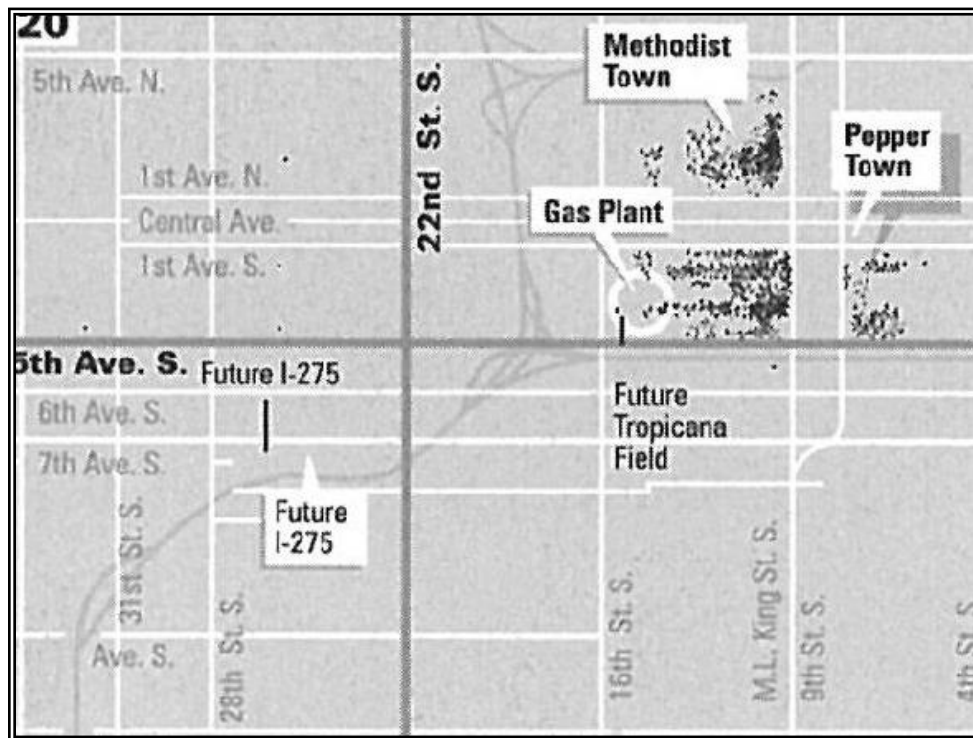 20
Methodist
Town
5th Ave. N.
22nd St. S.
Pepper
Town
1st Ave. N.
Gas Plant
Central Ave.
1st Ave. S.
5th Ave. S.
Future I-275
6th Ave. S.
Future
Tropicana
Field
7th Ave. S.
Future
I-275
31st St. S.
28th St. S.
16th St. S.
M.L. King St. S.
9th St. S.
4th St. S.
Ave. S.